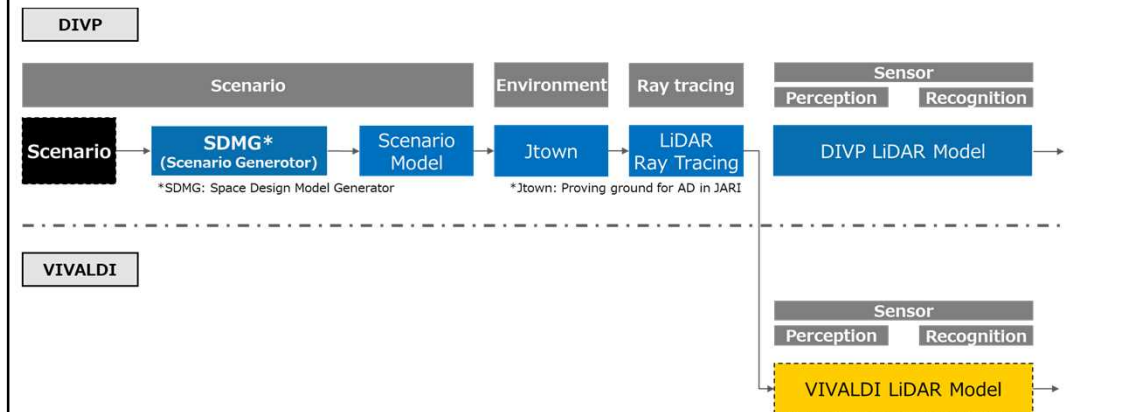 DIVP
Scenario
Environment
Ray tracing
Sensor
Perception
Recognition
Scenario
SDMG*
(Scenario Generotor)
Scenario
Model
Jtown
LiDAR
Ray Tracing
DIVP LiDAR Model
*SDMG: Space Design Model Generator
*Jtown: Proving ground for AD in JARI
VIVALDI
Sensor
Perception
Recognition
VIVALDI LiDAR Model